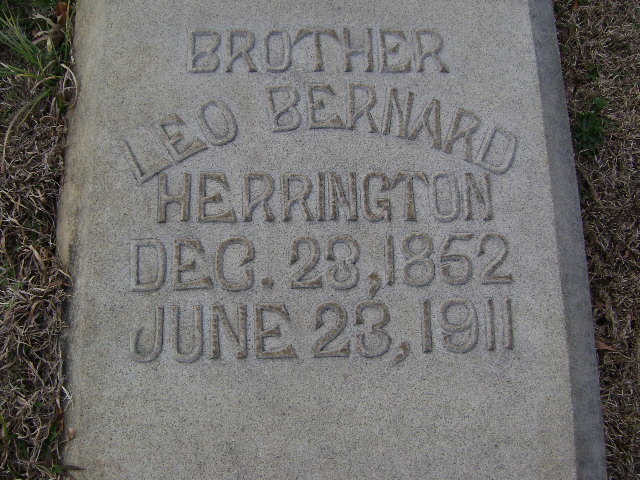 BROTHER
LEO BERNARD
HERRINGTON
DEC. 23, 1852
JUNE 23, 1911